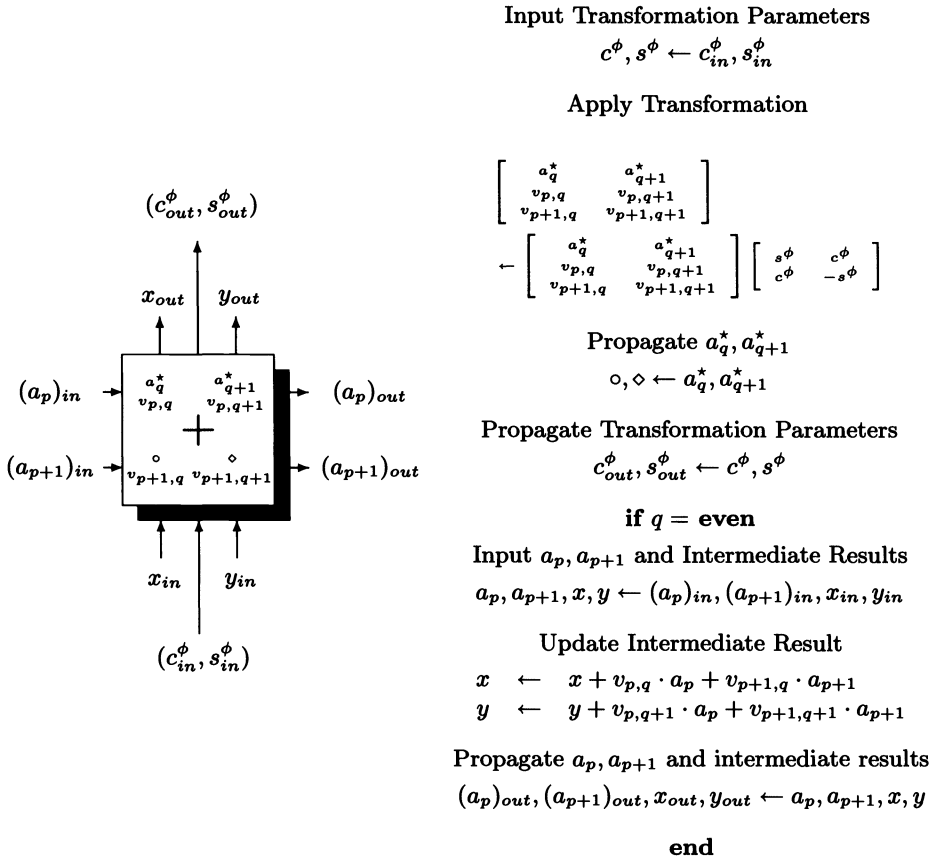 (c^φ_out, s^φ_out)
x_out y_out
(a_p)_in a*_q a*_{q+1} (a_p)_out
v_{p,q} v_{p,q+1}
+
(a_{p+1})_in ∘ ⋄ (a_{p+1})_out
v_{p+1,q} v_{p+1,q+1}
x_in y_in
(c^φ_in, s^φ_in)
Input Transformation Parameters
c^φ, s^φ ← c^φ_in, s^φ_in
Apply Transformation
[ a*_q a*_{q+1}
v_{p,q} v_{p,q+1}
v_{p+1,q} v_{p+1,q+1} ]
← [ a*_q a*_{q+1}
v_{p,q} v_{p,q+1}
v_{p+1,q} v_{p+1,q+1} ] [ s^φ c^φ
c^φ −s^φ ]
Propagate a*_q, a*_{q+1}
∘, ⋄ ← a*_q, a*_{q+1}
Propagate Transformation Parameters
c^φ_out, s^φ_out ← c^φ, s^φ
if q = even
Input a_p, a_{p+1} and Intermediate Results
a_p, a_{p+1}, x, y ← (a_p)_in, (a_{p+1})_in, x_in, y_in
Update Intermediate Result
x ← x + v_{p,q} · a_p + v_{p+1,q} · a_{p+1}
y ← y + v_{p,q+1} · a_p + v_{p+1,q+1} · a_{p+1}
Propagate a_p, a_{p+1} and intermediate results
(a_p)_out, (a_{p+1})_out, x_out, y_out ← a_p, a_{p+1}, x, y
end